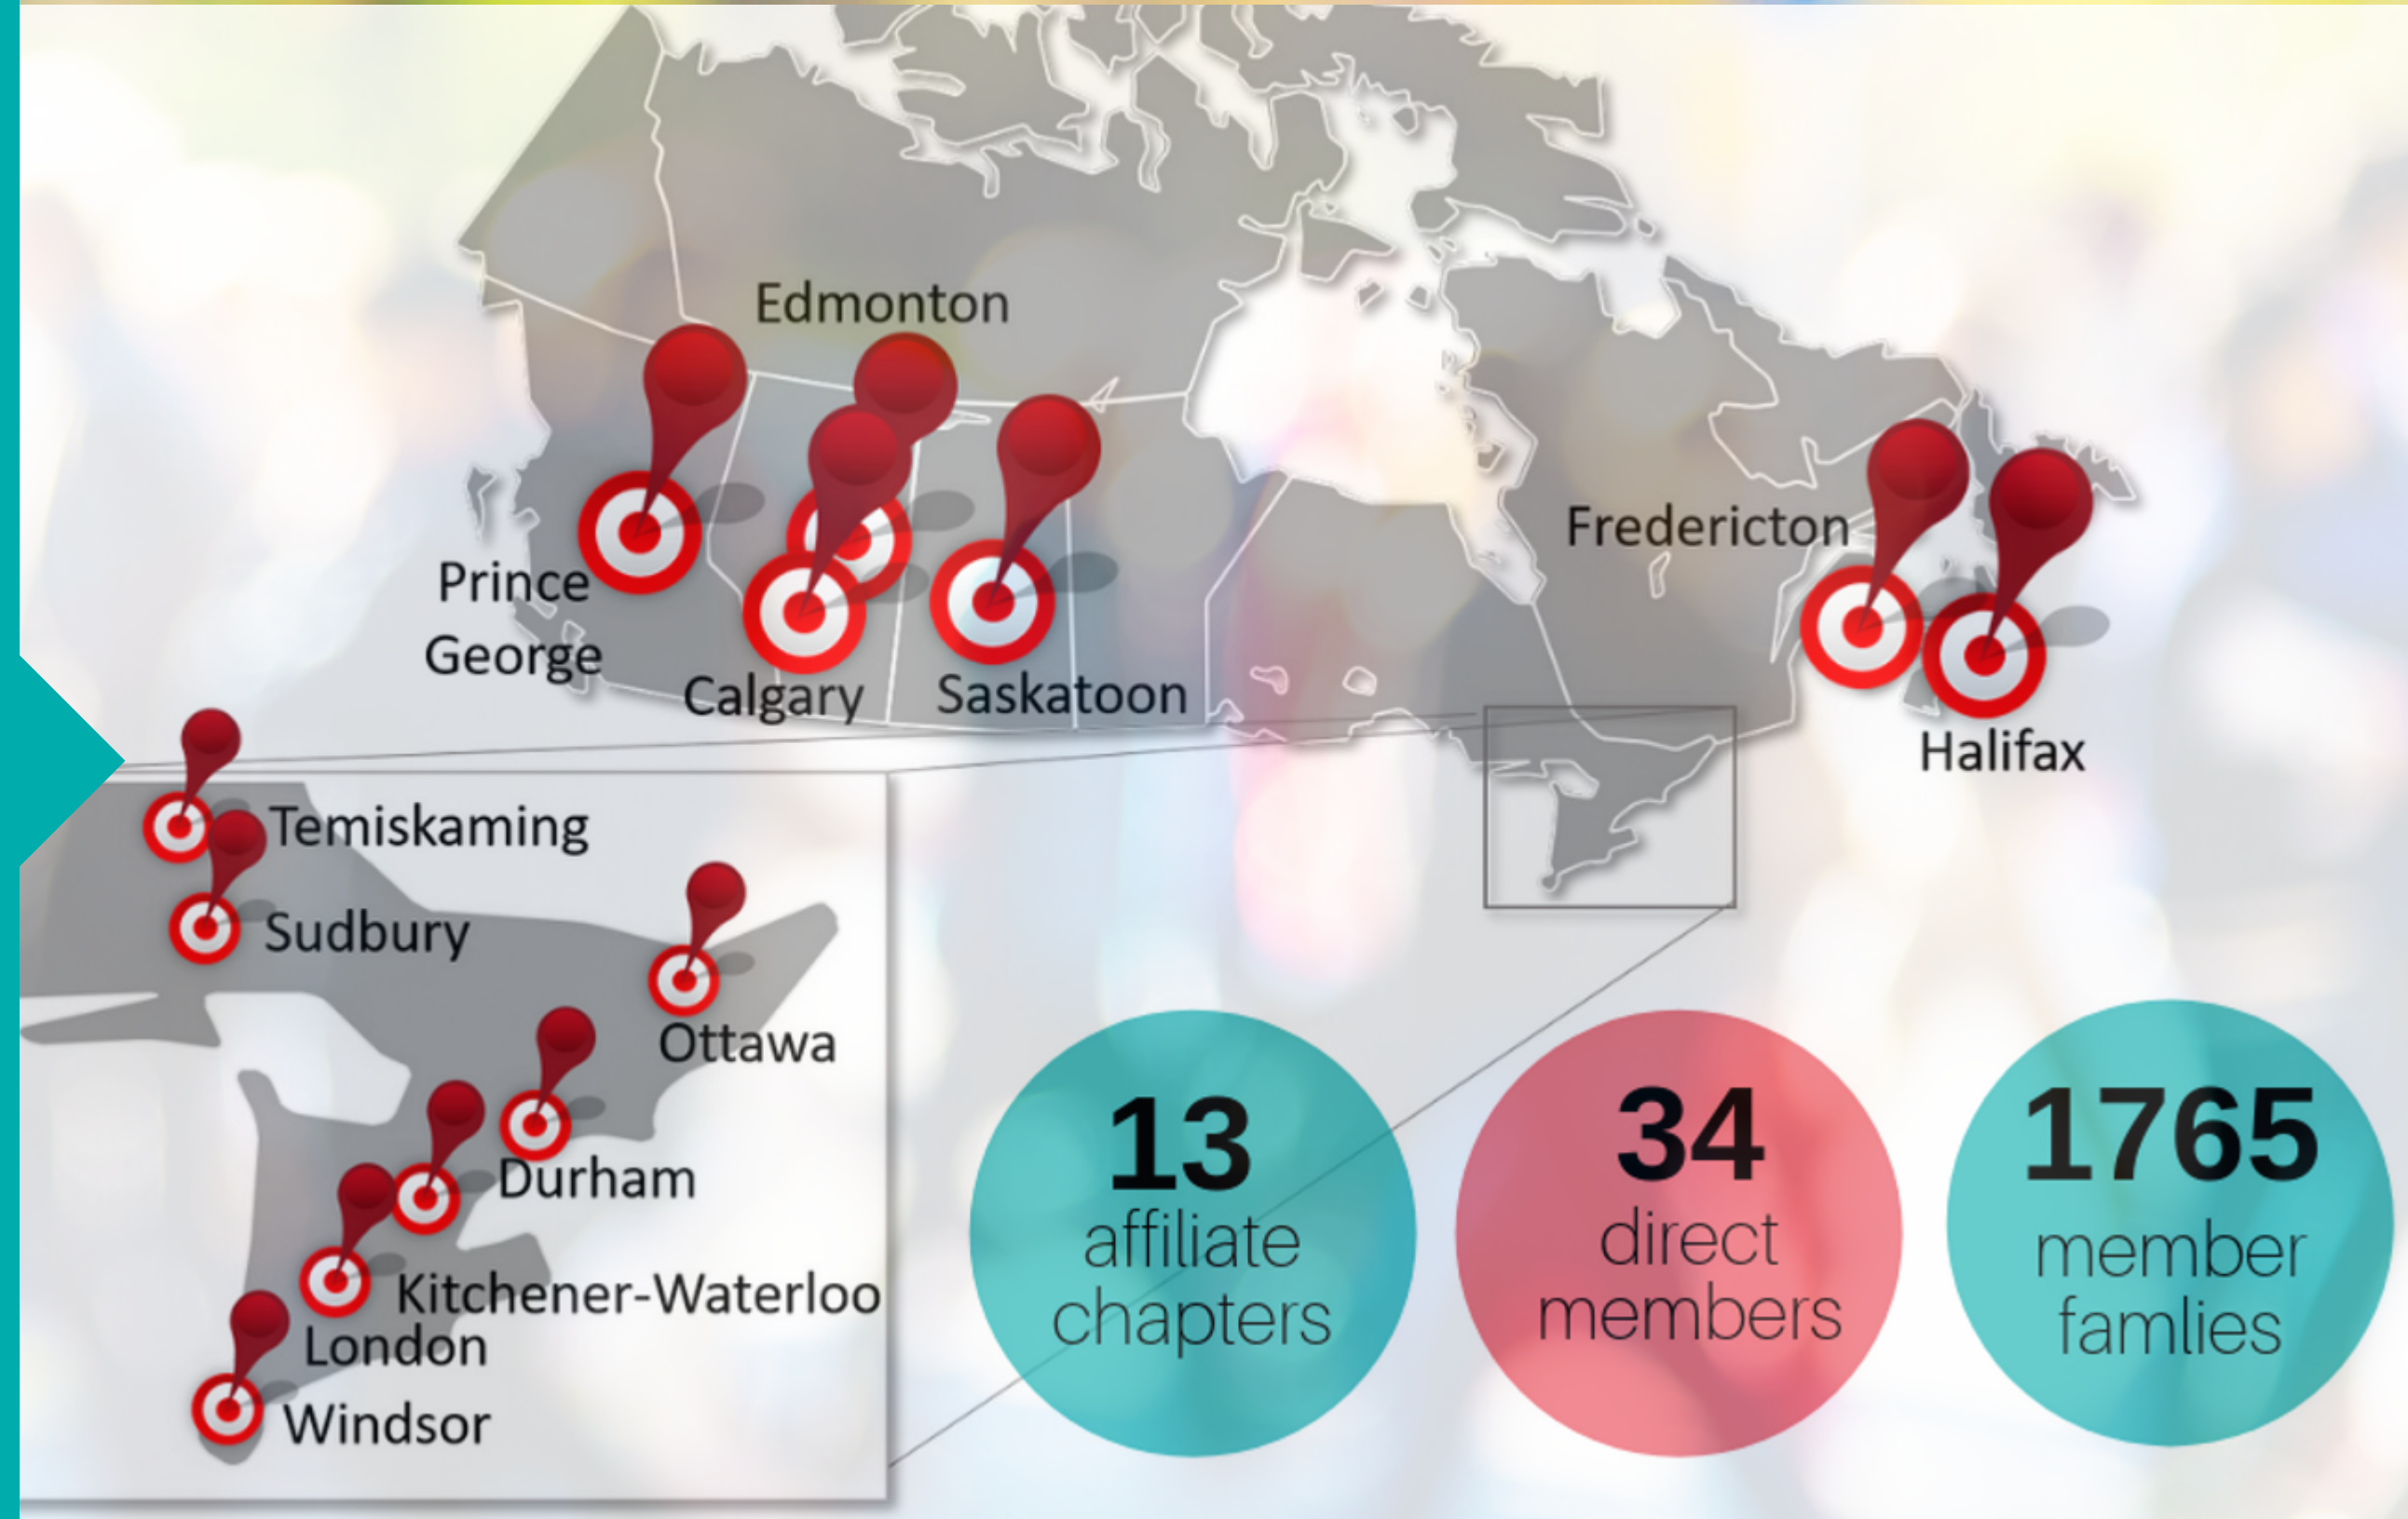 Edmonton
Fredericton
Prince
George
Calgary
Saskatoon
Halifax
Temiskaming
Sudbury
Ottawa
Durham
Kitchener-Waterloo
London
Windsor
13
affiliate
chapters
34
direct
members
1765
member
famlies